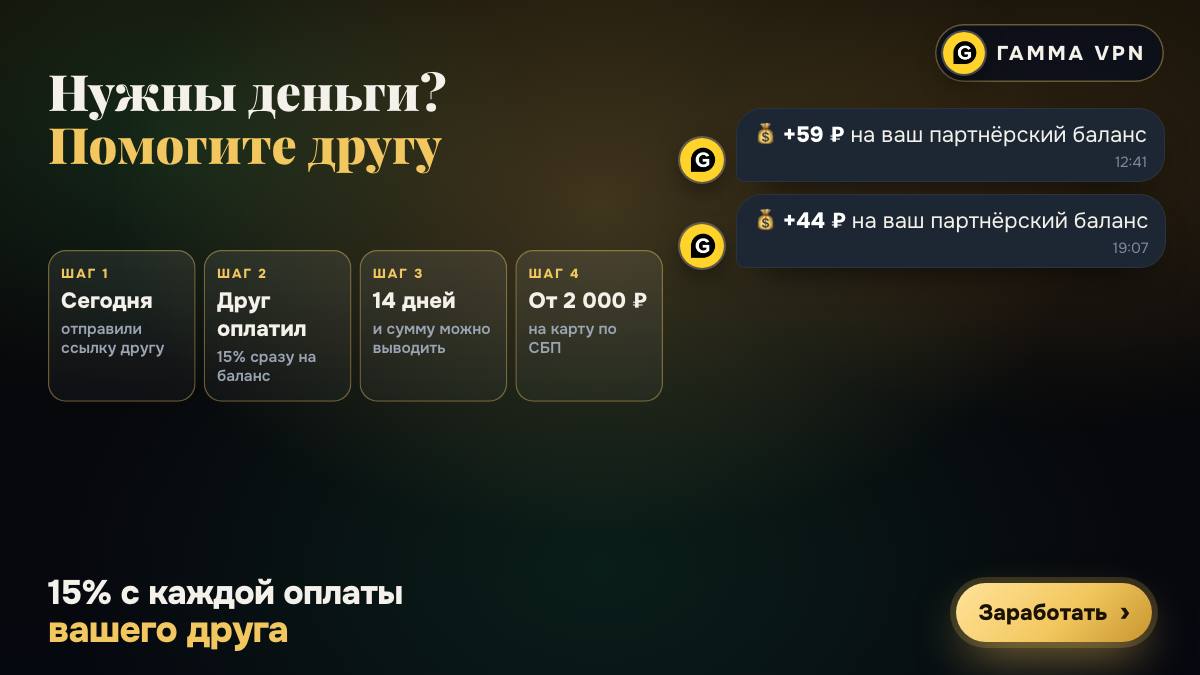 Нужны деньги?
Помогите другу
G ГАММА VPN
G
💰 +59 ₽ на ваш партнёрский баланс
12:41
G
💰 +44 ₽ на ваш партнёрский баланс
19:07
ШАГ 1
Сегодня
отправили
ссылку другу
ШАГ 2
Друг
оплатил
15% сразу на
баланс
ШАГ 3
14 дней
и сумму можно
выводить
ШАГ 4
От 2 000 ₽
на карту по
СБП
15% с каждой оплаты
вашего друга
Заработать ›